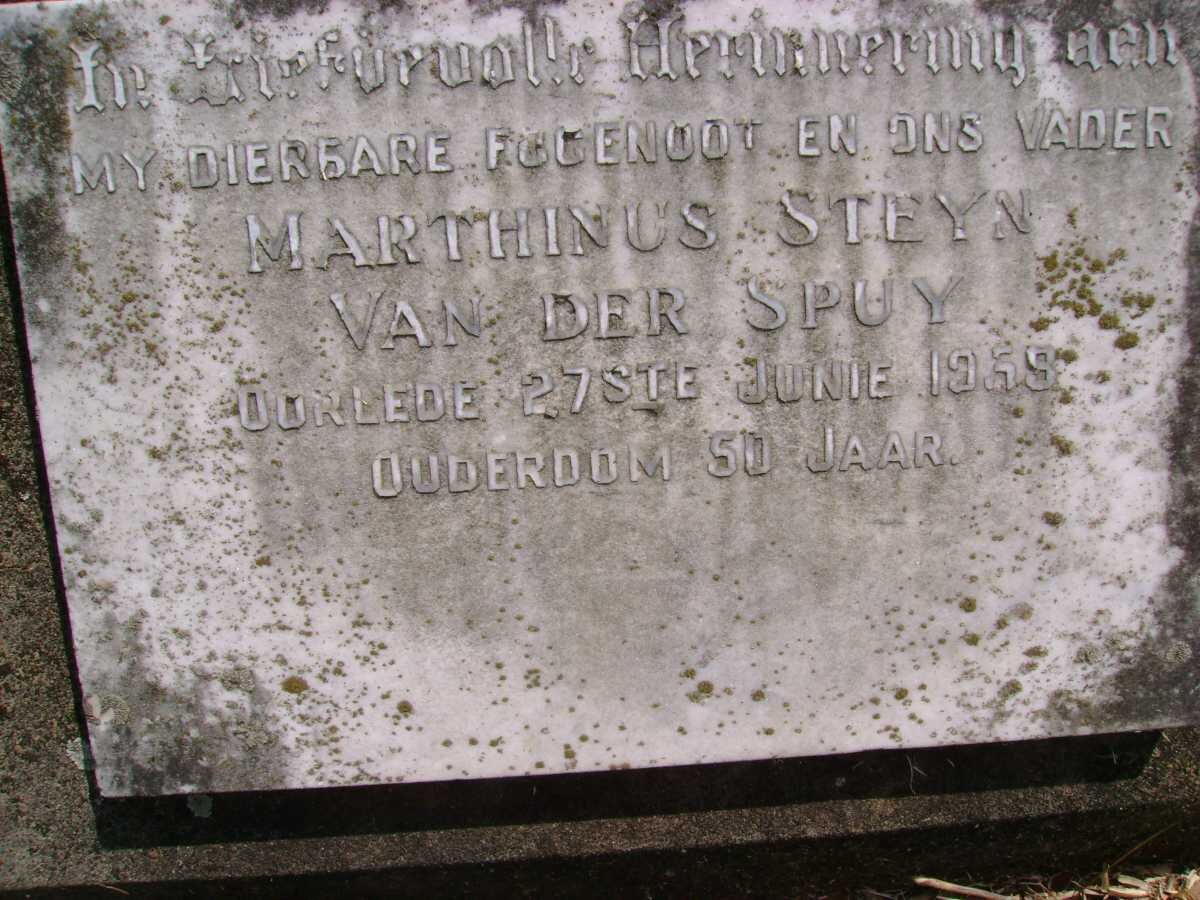 In Liefdevolle Herinnering aan
MY DIERBARE EGGENOOT EN ONS VADER
MARTHINUS STEYN
VAN DER SPUY
OORLEDE 27STE JUNIE
OUDERDOM 50 JAAR.